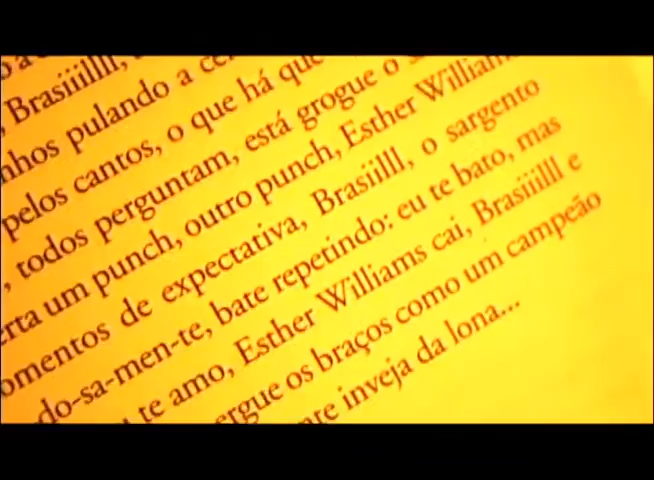 , Brasiiiillll,
nhos pulando a
pelos cantos, o que há que
, todos perguntam, está grogue o
erta um punch, outro punch, Esther Williams
omentos de expectativa, Brasiilll, o sargento
do-sa-men-te, bate repetindo: eu te bato, mas
te amo, Esther Williams cai, Brasiiilll e
ergue os braços como um campeão
inveja da lona...